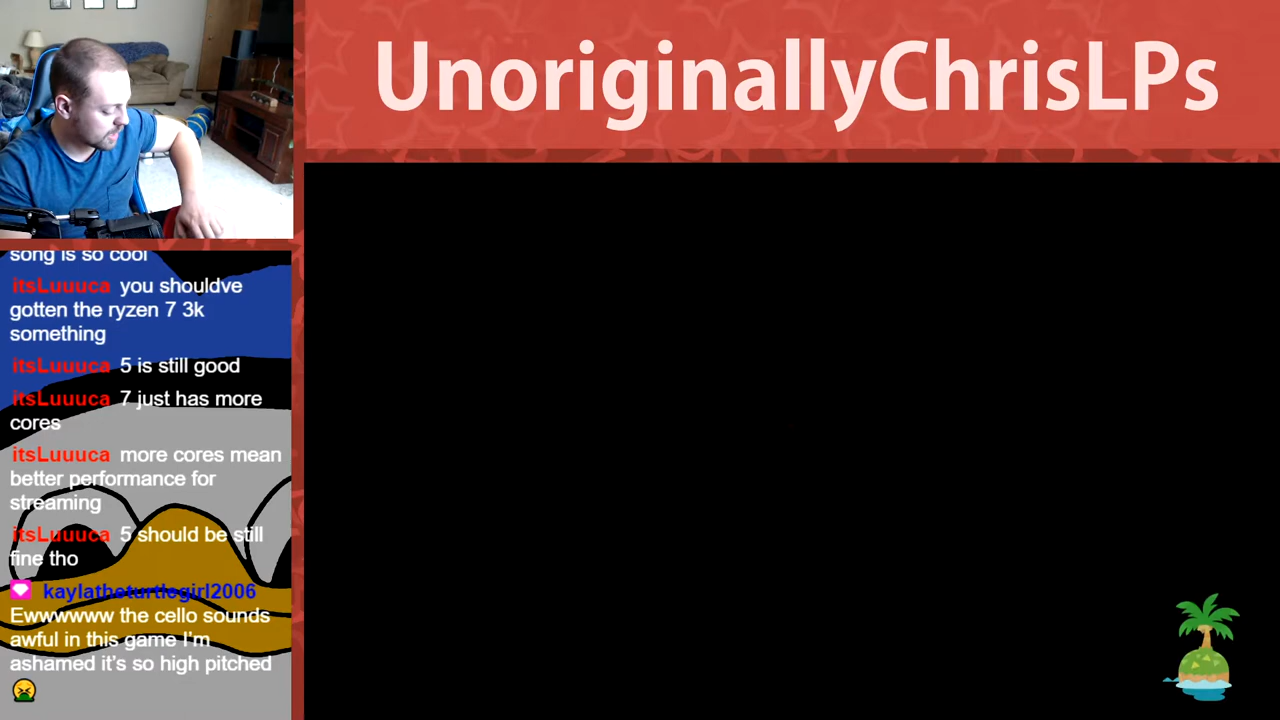 UnoriginallyChrisLPs
song is so cool
itsLuuuca you shouldve
gotten the ryzen 7 3k
something
itsLuuuca 5 is still good
itsLuuuca 7 just has more
cores
itsLuuuca more cores mean
better performance for
streaming
itsLuuuca 5 should be still
fine tho
kaylatheturtlegirl2006
Ewwwwww the cello sounds
awful in this game I'm
ashamed it's so high pitched